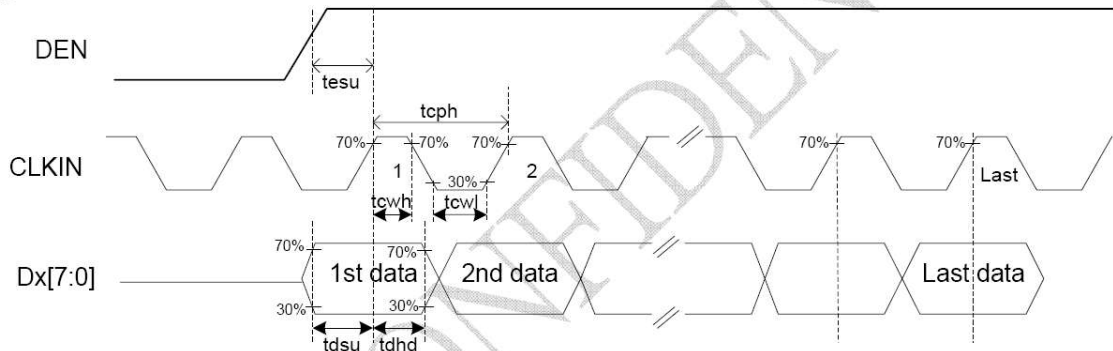 DEN
tesu
tcph
CLKIN
70% 70% 70% 70% 70%
1 2 Last
30%
tcwh tcwl
Dx[7:0]
70% 70%
1st data 2nd data Last data
30% 30%
tdsu tdhd